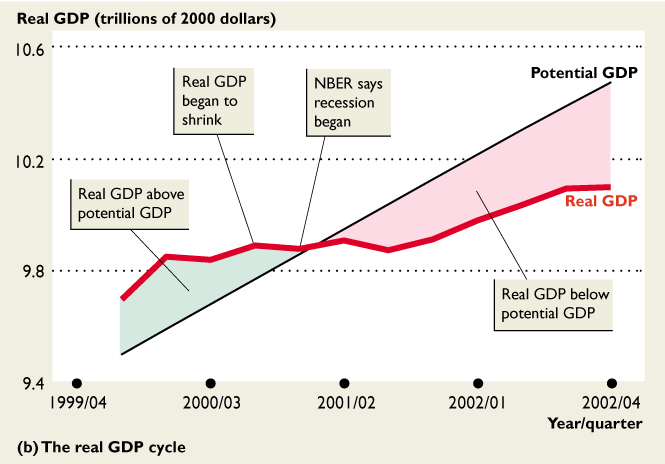 Real GDP (trillions of 2000 dollars)
10.6
Potential GDP
Real GDP
began to
shrink
NBER says
recession
began
10.2
Real GDP above
potential GDP
Real GDP
9.8
Real GDP below
potential GDP
9.4
1999/04
2000/03
2001/02
2002/01
2002/04
Year/quarter
(b) The real GDP cycle